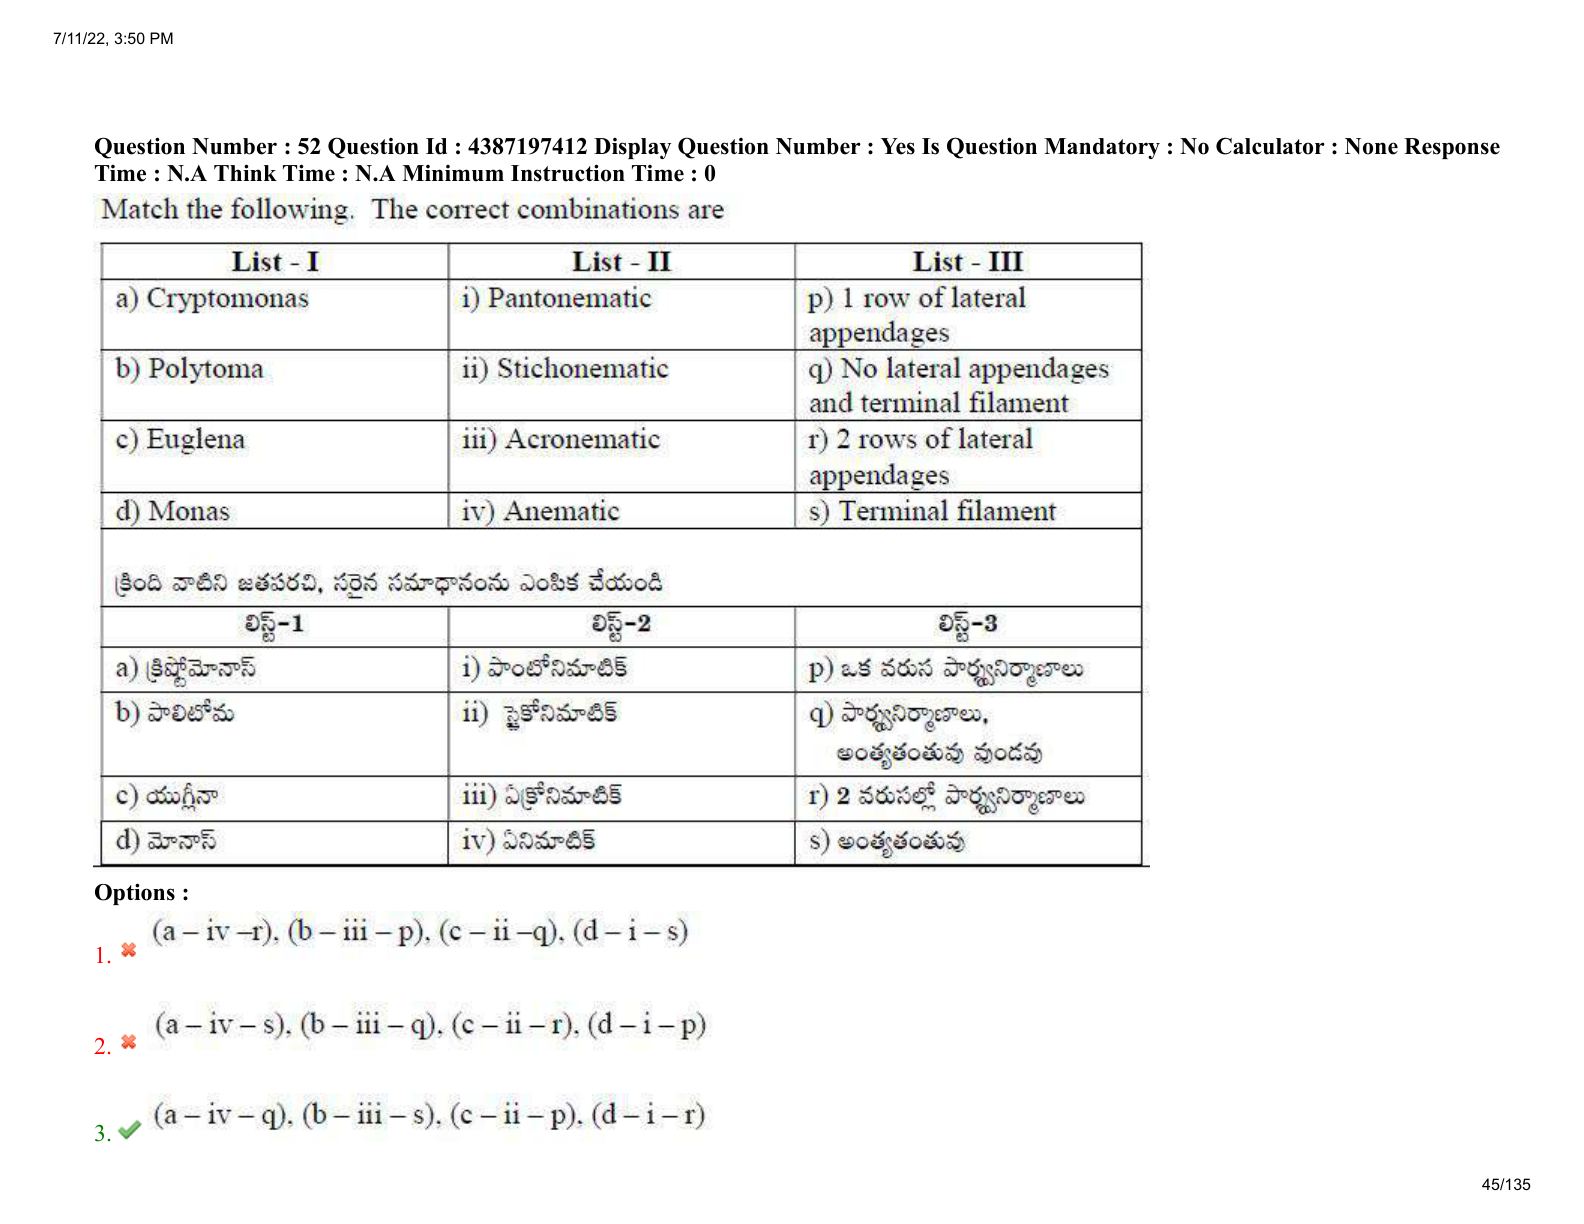 7/11/22, 3:50 PM
Question Number : 52 Question Id : 4387197412 Display Question Number : Yes Is Question Mandatory : No Calculator : None Response
Time : N.A Think Time : N.A Minimum Instruction Time : 0
Match the following. The correct combinations are
List - I List - II List - III
a) Cryptomonas i) Pantonematic p) 1 row of lateral
appendages
b) Polytoma ii) Stichonematic q) No lateral appendages
and terminal filament
c) Euglena iii) Acronematic r) 2 rows of lateral
appendages
d) Monas iv) Anematic s) Terminal filament
క్రింది వాటిని జతపరచి, సరైన సమాధానంను ఎంపిక చేయండి
లిస్ట్-1 లిస్ట్-2 లిస్ట్-3
a) క్రిప్టోమోనాస్ i) పాంటోనిమాటిక్ p) ఒక వరుస పార్శ్వనిర్మాణాలు
b) పాలిటోమ ii) స్టైకోనిమాటిక్ q) పార్శ్వనిర్మాణాలు,
అంత్యతంతువు వుండవు
c) యుగ్లీనా iii) ఏక్రోనిమాటిక్ r) 2 వరుసల్లో పార్శ్వనిర్మాణాలు
d) మోనాస్ iv) ఏనిమాటిక్ s) అంత్యతంతువు
Options :
(a – iv –r), (b – iii – p), (c – ii –q), (d – i – s)
1.
(a – iv – s), (b – iii – q), (c – ii – r), (d – i – p)
2.
(a – iv – q), (b – iii – s), (c – ii – p), (d – i – r)
3.
45/135